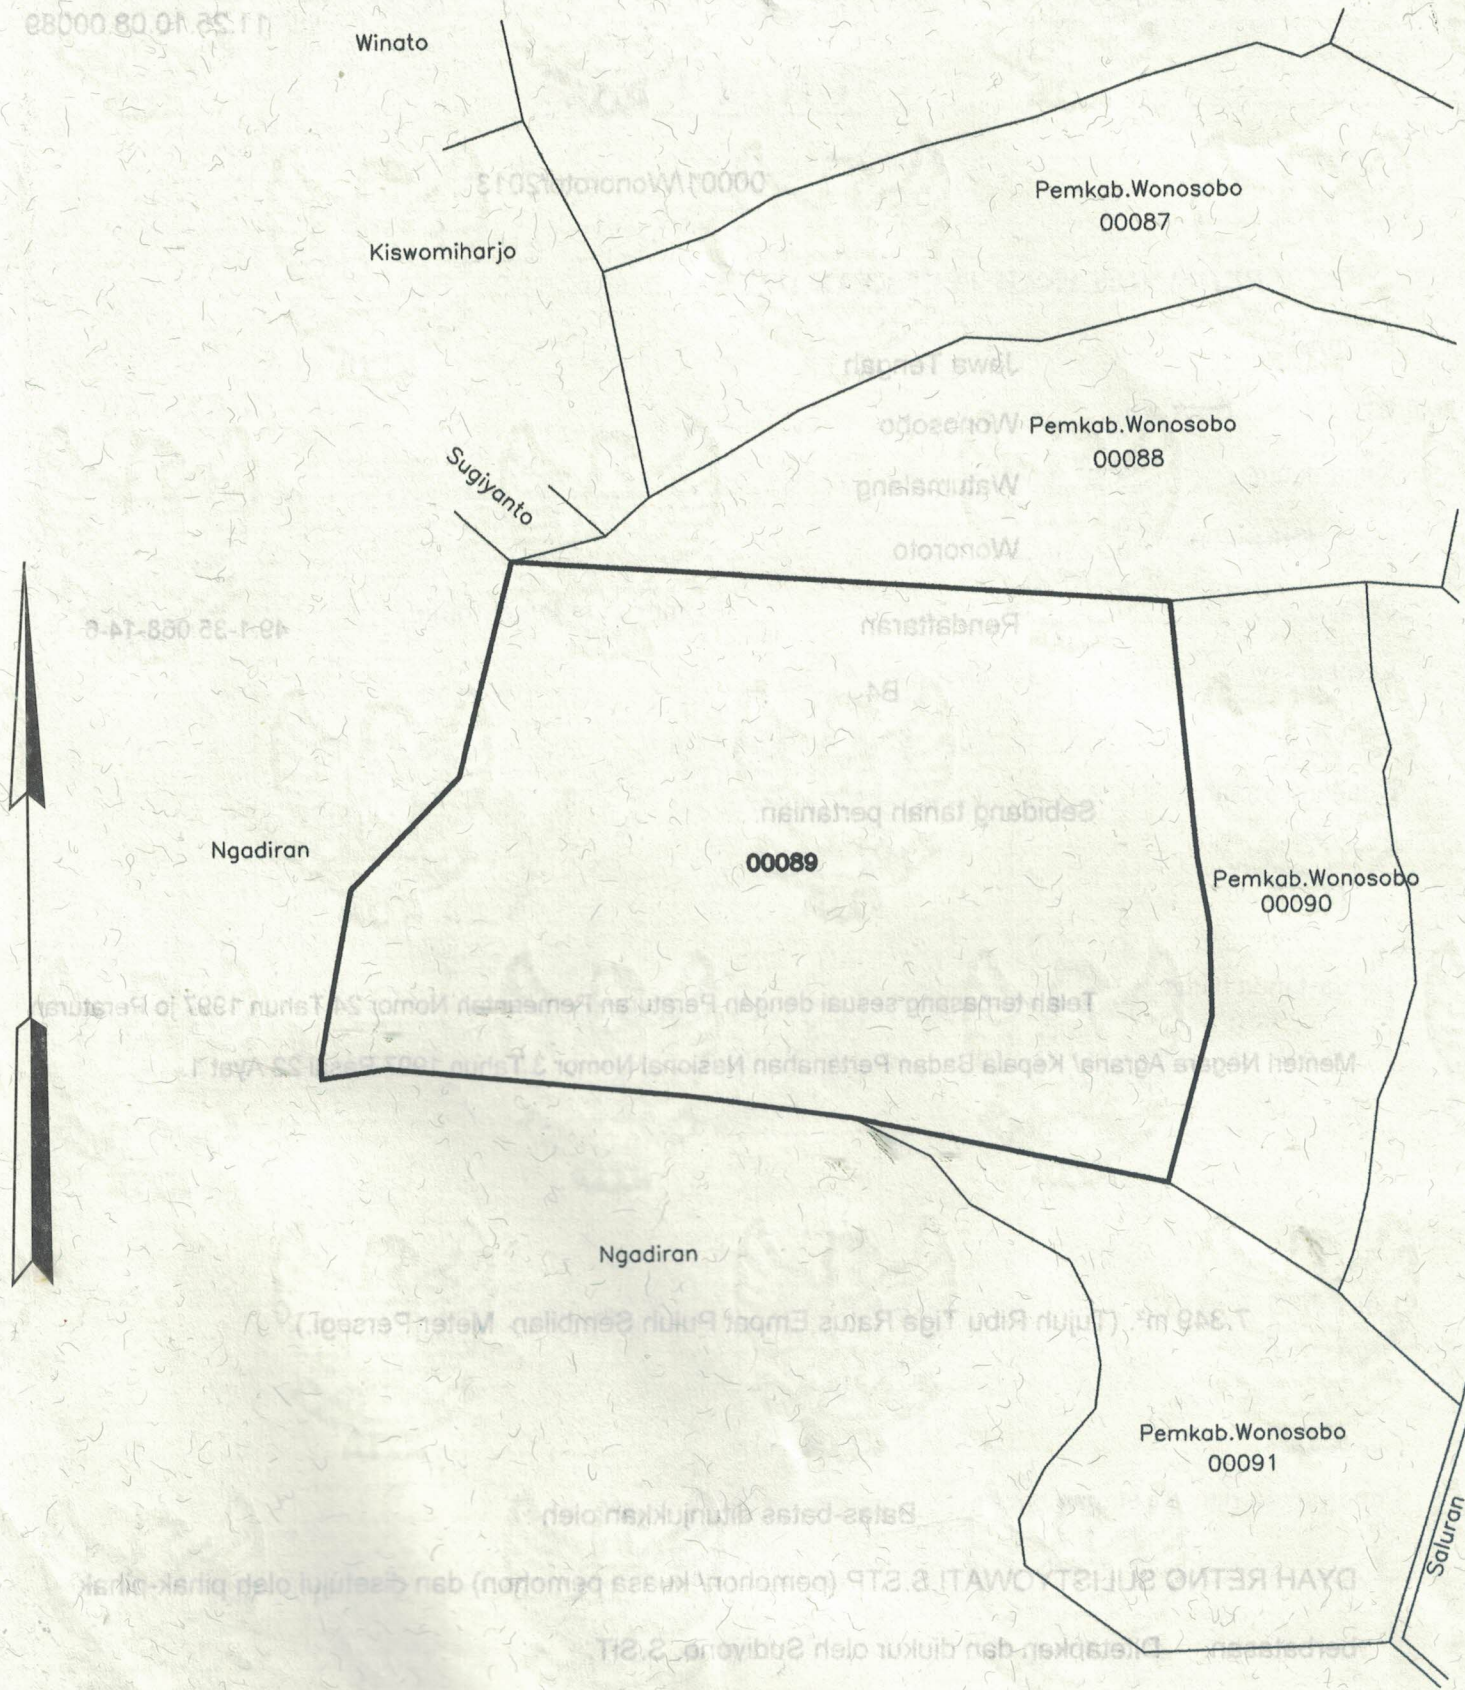 11.25.10.08.00089
Winato
00001/Wonoroto/2013
Pemkab.Wonosobo
00087
Kiswomiharjo
Jawa Tengah
Wonosobo
Pemkab.Wonosobo
00088
Sugiyanto
Watumalang
Wonoroto
Pendaftaran
49-1-35.068-14-6
B4
Sebidang tanah pertanian
Ngadiran
00089
Pemkab.Wonosobo
00090
Telah terpasang sesuai dengan Peraturan Pemerintah Nomor 24 Tahun 1997 jo Peraturan
Menteri Negara Agraria/ Kepala Badan Pertanahan Nasional Nomor 3 Tahun 1997 Pasal 22 Ayat 1
Ngadiran
7.349 m². (Tujuh Ribu Tiga Ratus Empat Puluh Sembilan Meter Persegi.)
Pemkab.Wonosobo
00091
Saluran
Batas-batas ditunjukkan oleh
DYAH RETNO SULISTYOWATI,S.STP (pemohon/ kuasa pemohon) dan disetujui oleh pihak-pihak
berbatasan. Ditetapkan dan diukur oleh Sudiyono, S.SiT